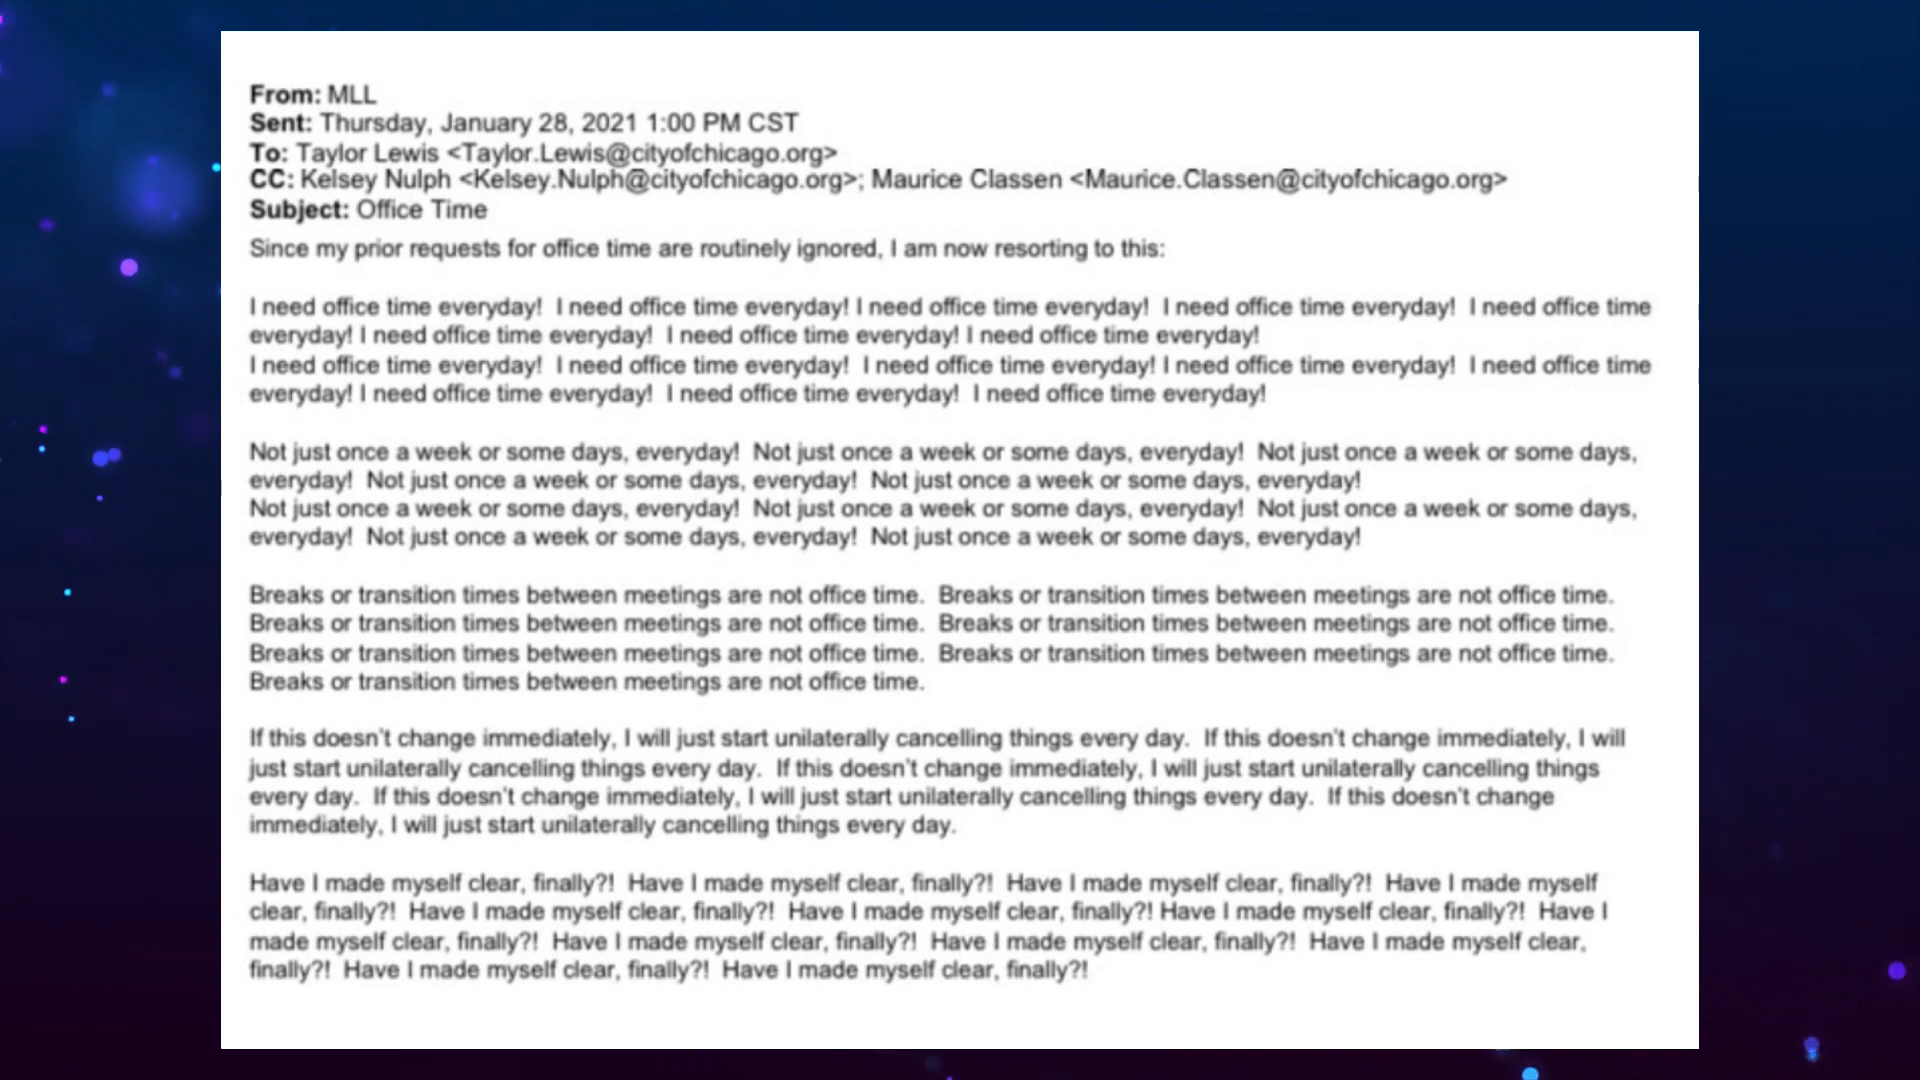 From: MLL
Sent: Thursday, January 28, 2021 1:00 PM CST
To: Taylor Lewis <Taylor.Lewis@cityofchicago.org>
CC: Kelsey Nulph <Kelsey.Nulph@cityofchicago.org>; Maurice Classen <Maurice.Classen@cityofchicago.org>
Subject: Office Time
Since my prior requests for office time are routinely ignored, I am now resorting to this:
I need office time everyday!  I need office time everyday! I need office time everyday!  I need office time everyday!  I need office time
everyday! I need office time everyday!  I need office time everyday! I need office time everyday!
I need office time everyday!  I need office time everyday!  I need office time everyday! I need office time everyday!  I need office time
everyday! I need office time everyday!  I need office time everyday!  I need office time everyday!
Not just once a week or some days, everyday!  Not just once a week or some days, everyday!  Not just once a week or some days,
everyday!  Not just once a week or some days, everyday!  Not just once a week or some days, everyday!
Not just once a week or some days, everyday!  Not just once a week or some days, everyday!  Not just once a week or some days,
everyday!  Not just once a week or some days, everyday!  Not just once a week or some days, everyday!
Breaks or transition times between meetings are not office time.  Breaks or transition times between meetings are not office time.
Breaks or transition times between meetings are not office time.  Breaks or transition times between meetings are not office time.
Breaks or transition times between meetings are not office time.  Breaks or transition times between meetings are not office time.
Breaks or transition times between meetings are not office time.
If this doesn't change immediately, I will just start unilaterally cancelling things every day.  If this doesn't change immediately, I will
just start unilaterally cancelling things every day.  If this doesn't change immediately, I will just start unilaterally cancelling things
every day.  If this doesn't change immediately, I will just start unilaterally cancelling things every day.  If this doesn't change
immediately, I will just start unilaterally cancelling things every day.
Have I made myself clear, finally?!  Have I made myself clear, finally?!  Have I made myself clear, finally?!  Have I made myself
clear, finally?!  Have I made myself clear, finally?!  Have I made myself clear, finally?! Have I made myself clear, finally?!  Have I
made myself clear, finally?!  Have I made myself clear, finally?!  Have I made myself clear, finally?!  Have I made myself clear,
finally?!  Have I made myself clear, finally?!  Have I made myself clear, finally?!